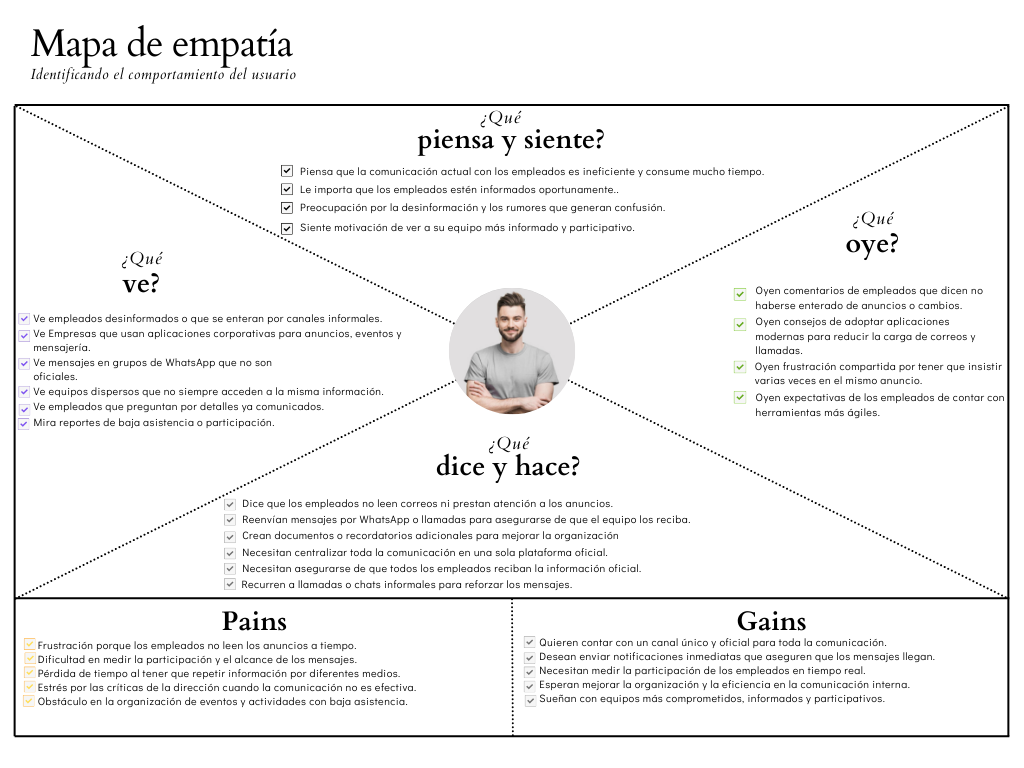 Mapa de empatía
Identificando el comportamiento del usuario
¿Qué
piensa y siente?
Piensa que la comunicación actual con los empleados es ineficiente y consume mucho tiempo.
Le importa que los empleados estén informados oportunamente..
Preocupación por la desinformación y los rumores que generan confusión.
Siente motivación de ver a su equipo más informado y participativo.
¿Qué
ve?
Ve empleados desinformados o que se enteran por canales informales.
Ve Empresas que usan aplicaciones corporativas para anuncios, eventos y
mensajería.
Ve mensajes en grupos de WhatsApp que no son
oficiales.
Ve equipos dispersos que no siempre acceden a la misma información.
Ve empleados que preguntan por detalles ya comunicados.
Mira reportes de baja asistencia o participación.
¿Qué
oye?
Oyen comentarios de empleados que dicen no
haberse enterado de anuncios o cambios.
Oyen consejos de adoptar aplicaciones
modernas para reducir la carga de correos y
llamadas.
Oyen frustración compartida por tener que insistir
varias veces en el mismo anuncio.
Oyen expectativas de los empleados de contar con
herramientas más ágiles.
¿Qué
dice y hace?
Dice que los empleados no leen correos ni prestan atención a los anuncios.
Reenvían mensajes por WhatsApp o llamadas para asegurarse de que el equipo los reciba.
Crean documentos o recordatorios adicionales para mejorar la organización
Necesitan centralizar toda la comunicación en una sola plataforma oficial.
Necesitan asegurarse de que todos los empleados reciban la información oficial.
Recurren a llamadas o chats informales para reforzar los mensajes.
Pains
Frustración porque los empleados no leen los anuncios a tiempo.
Dificultad en medir la participación y el alcance de los mensajes.
Pérdida de tiempo al tener que repetir información por diferentes medios.
Estrés por las críticas de la dirección cuando la comunicación no es efectiva.
Obstáculo en la organización de eventos y actividades con baja asistencia.
Gains
Quieren contar con un canal único y oficial para toda la comunicación.
Desean enviar notificaciones inmediatas que aseguren que los mensajes llegan.
Necesitan medir la participación de los empleados en tiempo real.
Esperan mejorar la organización y la eficiencia en la comunicación interna.
Sueñan con equipos más comprometidos, informados y participativos.